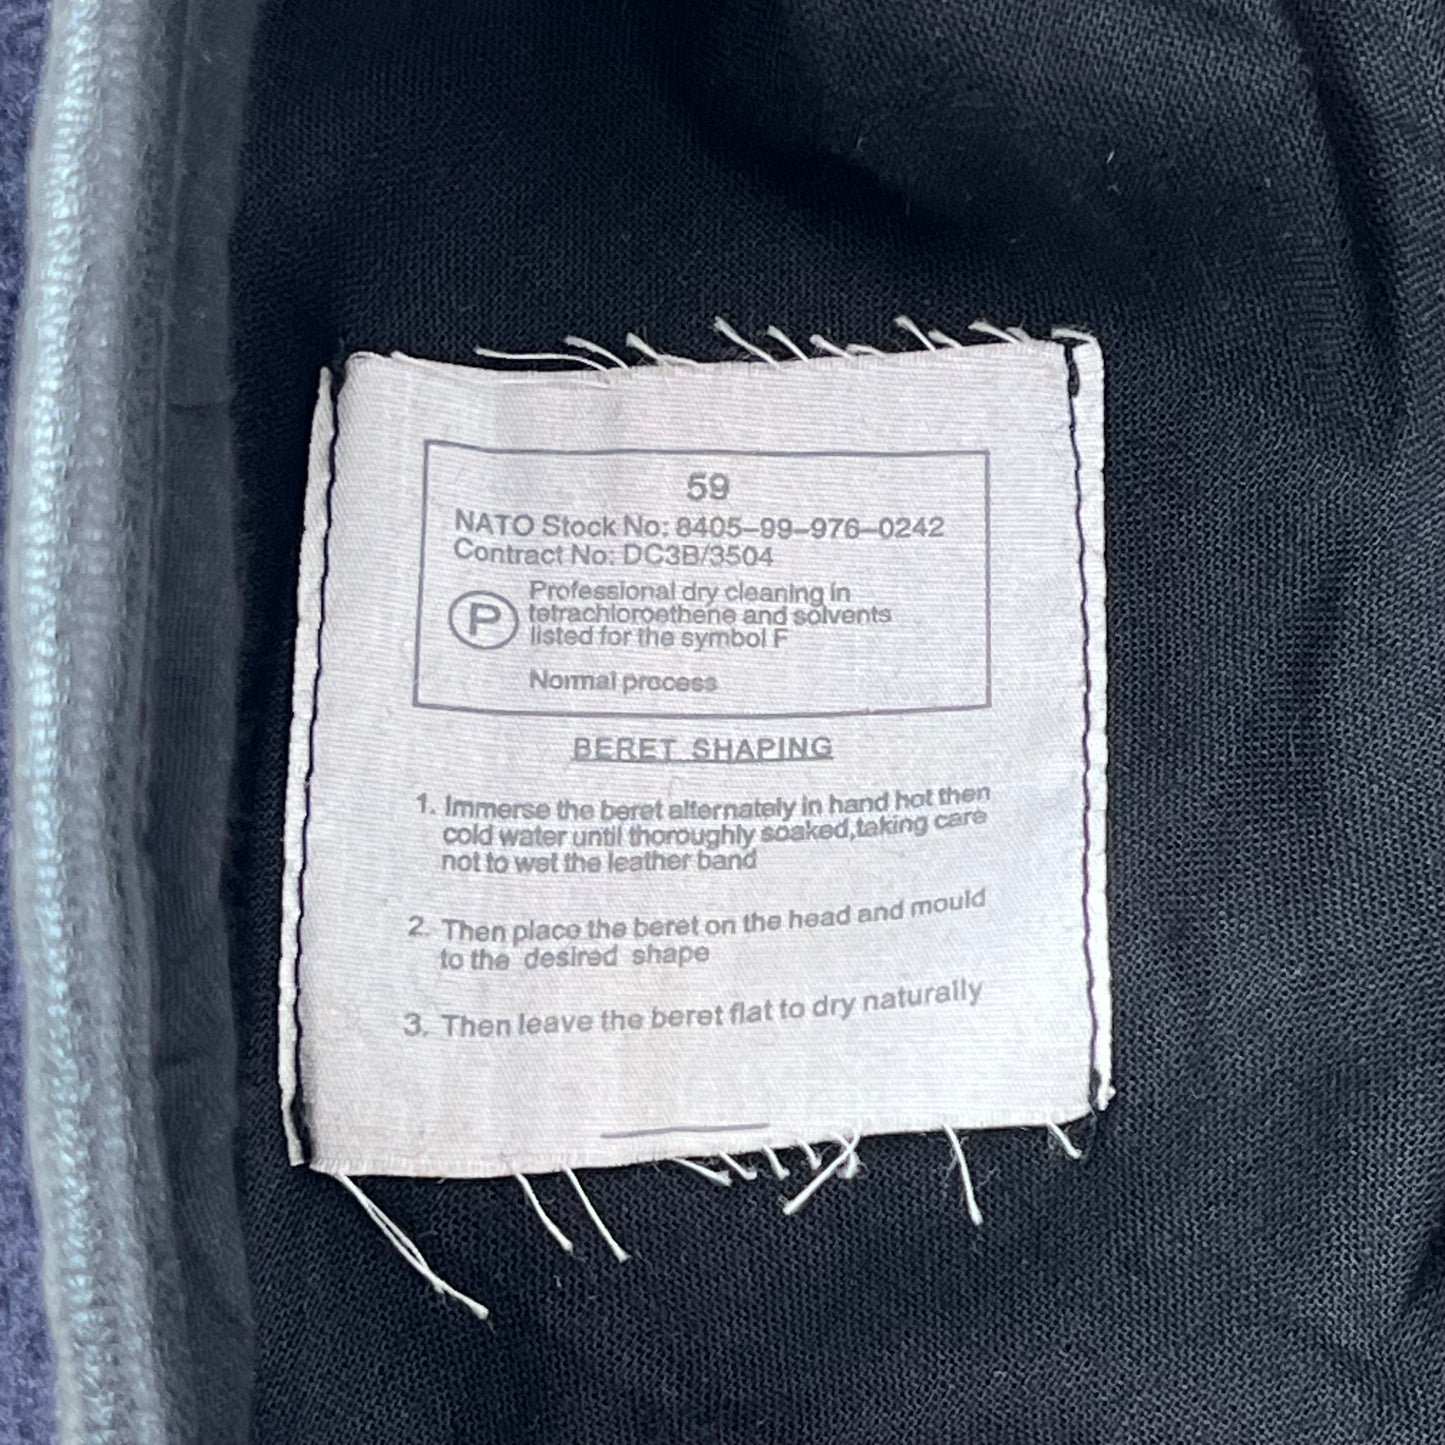 59
NATO Stock No: 8405-99-976-0242
Contract No: DC3B/3504
P
Professional dry cleaning in
tetrachloroethene and solvents
listed for the symbol F
Normal process
BERET SHAPING
1. Immerse the beret alternately in hand hot then
cold water until thoroughly soaked, taking care
not to wet the leather band
2. Then place the beret on the head and mould
to the desired shape
3. Then leave the beret flat to dry naturally